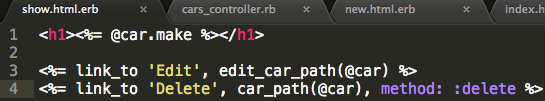 show.html.erb × cars_controller.rb × new.html.erb × index.h
1 <h1><%= @car.make %></h1>
2
3 <%= link_to 'Edit', edit_car_path(@car) %>
4 <%= link_to 'Delete', car_path(@car), method: :delete %>